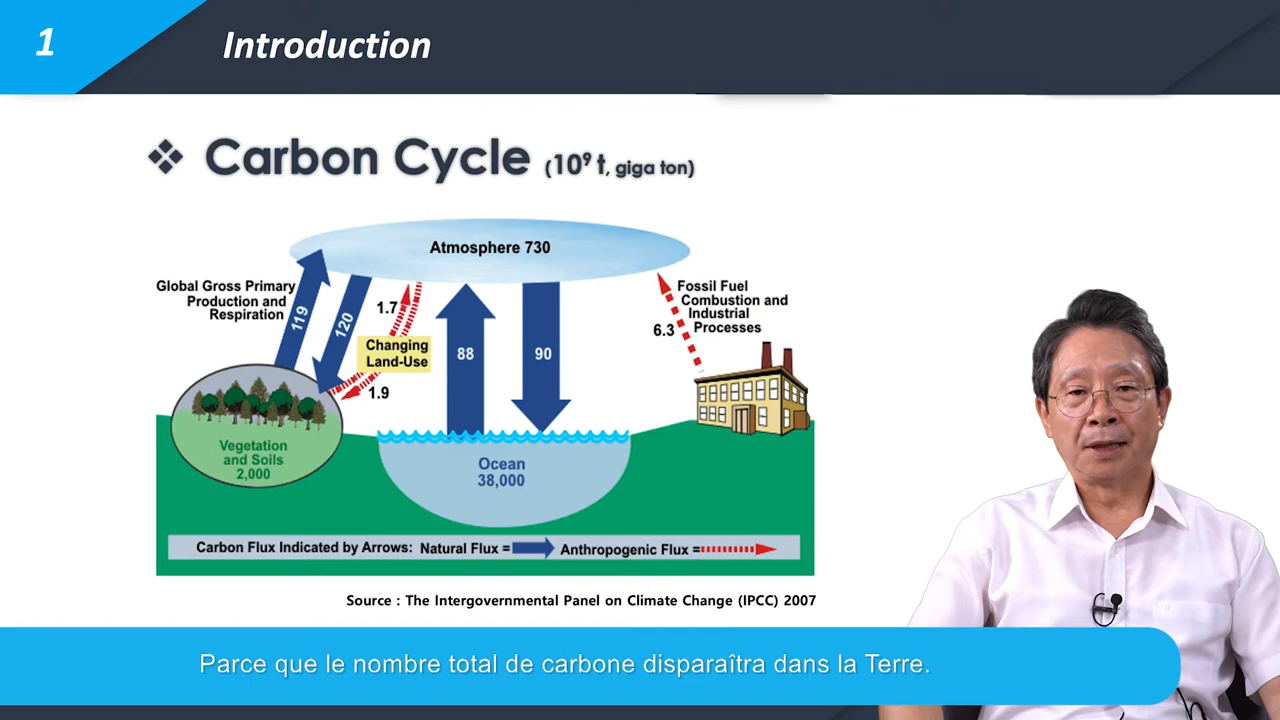 1
Introduction
❖ Carbon Cycle (10⁹ t, giga ton)
Atmosphere 730
Global Gross Primary
Production and
Respiration
119
120
1.7
Changing
Land-Use
1.9
88
90
Fossil Fuel
Combustion and
Industrial
Processes
6.3
Vegetation
and Soils
2,000
Ocean
38,000
Carbon Flux Indicated by Arrows: Natural Flux = Anthropogenic Flux =
Source : The Intergovernmental Panel on Climate Change (IPCC) 2007
Parce que le nombre total de carbone disparaîtra dans la Terre.